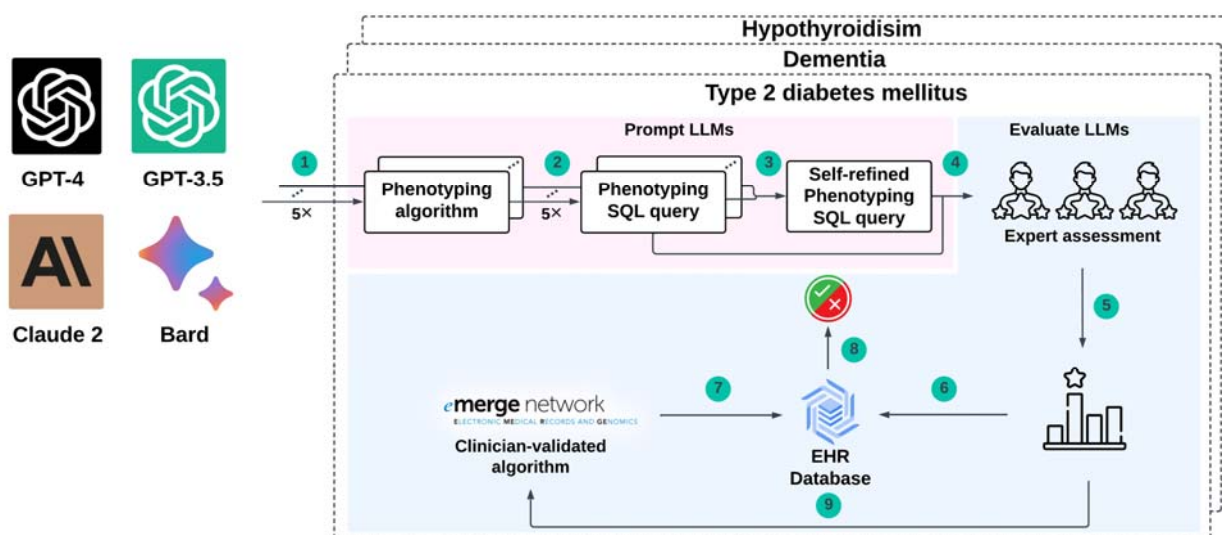 Hypothyroidisim
Dementia
Type 2 diabetes mellitus
GPT-4
GPT-3.5
Claude 2
Bard
Prompt LLMs
Evaluate LLMs
1
5×
Phenotyping
algorithm
2
5×
Phenotyping
SQL query
3
Self-refined
Phenotyping
SQL query
4
Expert assessment
5
6
7
8
emerge network
ELECTRONIC MEDICAL RECORDS AND GENOMICS
Clinician-validated
algorithm
EHR
Database
9